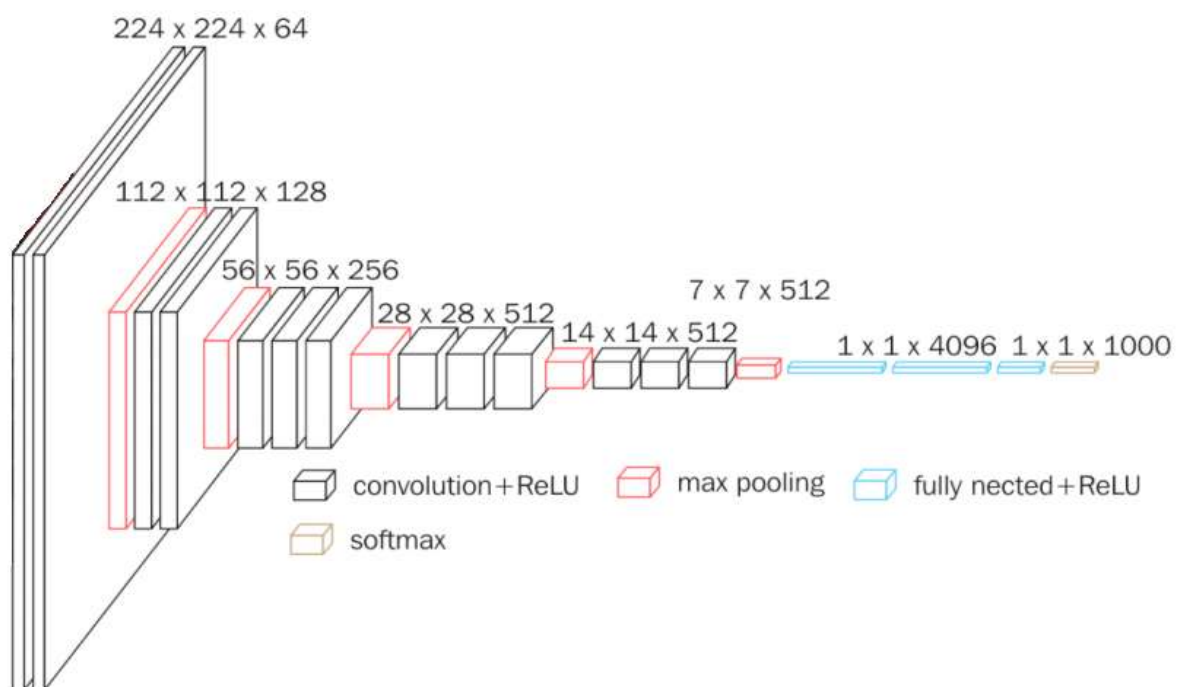 224 x 224 x 64
112 x 112 x 128
56 x 56 x 256
28 x 28 x 512
14 x 14 x 512
7 x 7 x 512
1 x 1 x 4096
1 x 1 x 1000
convolution+ReLU
max pooling
fully nected+ReLU
softmax